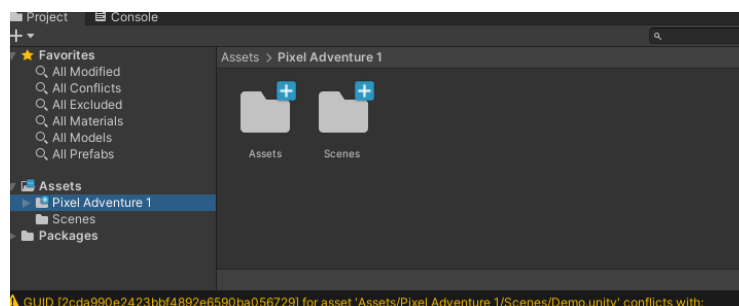 Project Console
Favorites
All Modified
All Conflicts
All Excluded
All Materials
All Models
All Prefabs
Assets
Pixel Adventure 1
Scenes
Packages
Assets > Pixel Adventure 1
Assets Scenes
GUID [2cda990e2423bbf4892e6590ba056729] for asset 'Assets/Pixel Adventure 1/Scenes/Demo.unity' conflicts with: